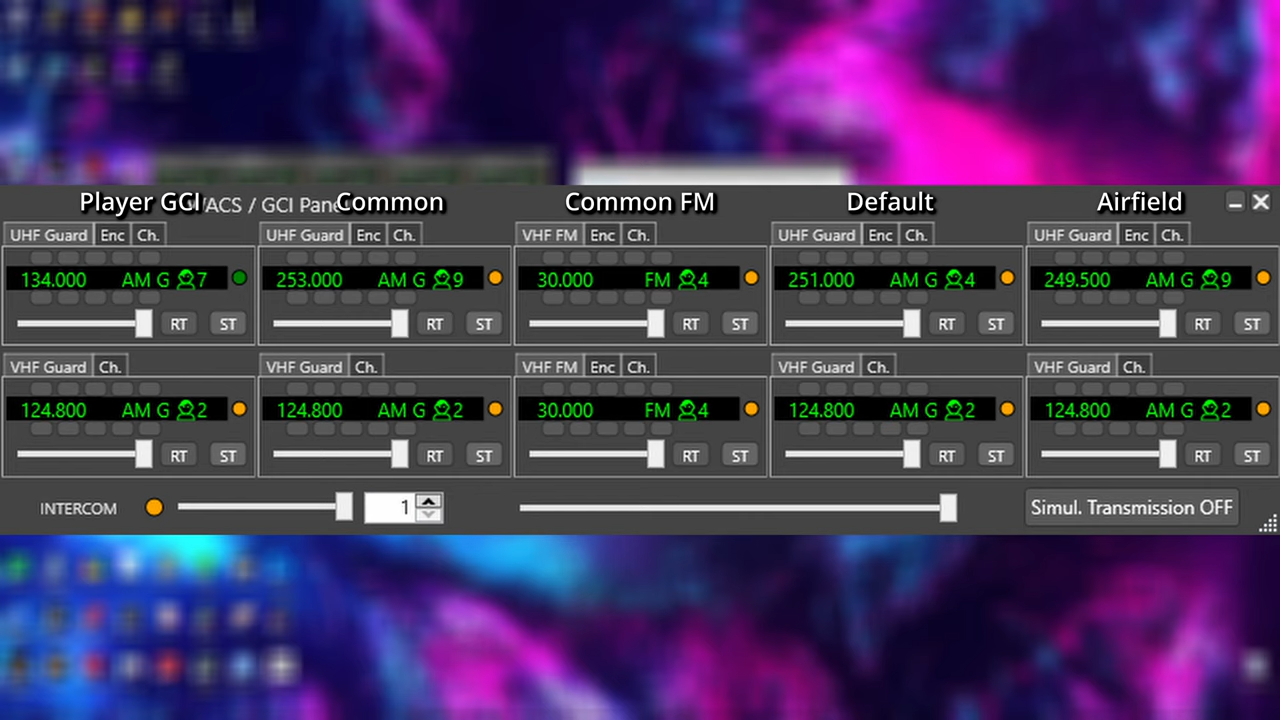 Player GCI /ACS / GCI Pane Common Common FM Default Airfield
UHF Guard Enc Ch. UHF Guard Enc Ch. VHF FM Enc Ch. UHF Guard Enc Ch. UHF Guard Enc Ch.
134.000 AM G 7 253.000 AM G 9 30.000 FM 4 251.000 AM G 4 249.500 AM G 9
RT ST RT ST RT ST RT ST RT ST
VHF Guard Ch. VHF Guard Ch. VHF FM Enc Ch. VHF Guard Ch. VHF Guard Ch.
124.800 AM G 2 124.800 AM G 2 30.000 FM 4 124.800 AM G 2 124.800 AM G 2
RT ST RT ST RT ST RT ST RT ST
INTERCOM 1 Simul. Transmission OFF